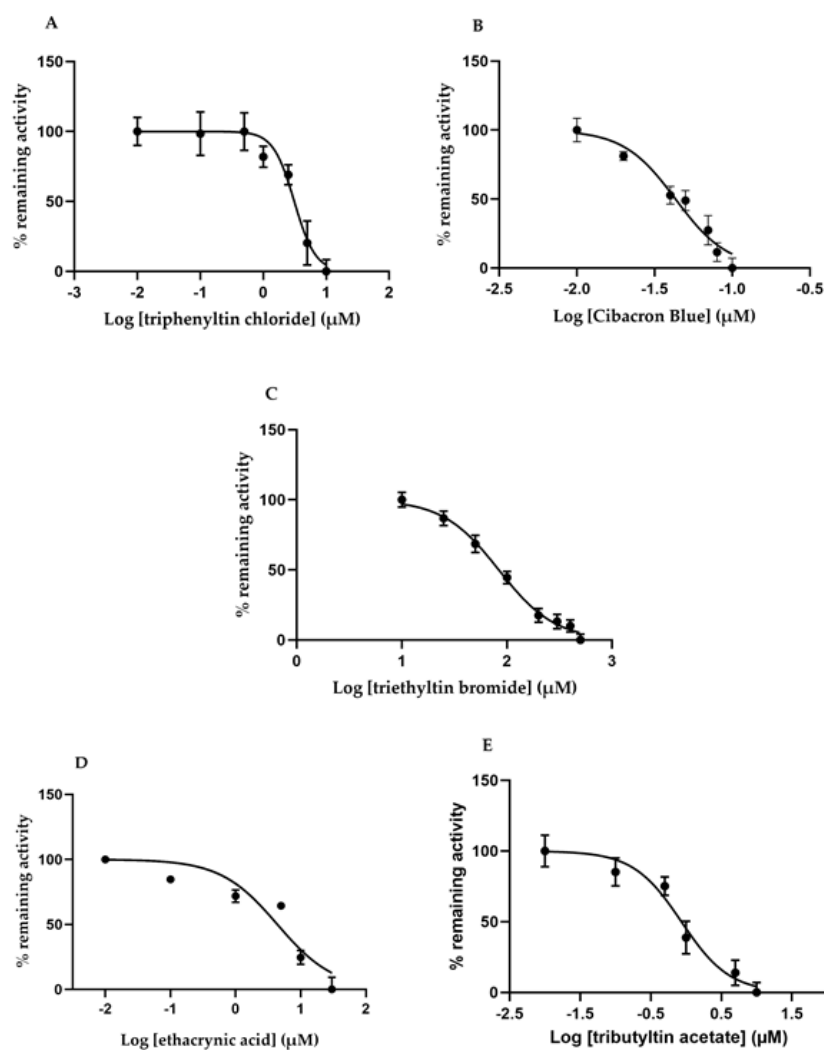 A
% remaining activity
150
100
50
0
-3 -2 -1 0 1 2
Log [triphenyltin chloride] (μM)
B
% remaining activity
150
100
50
0
-2.5 -2.0 -1.5 -1.0 -0.5
Log [Cibacron Blue] (μM)
C
% remaining activity
150
100
50
0
0 1 2 3
Log [triethyltin bromide] (μM)
D
% remaining activity
150
100
50
0
-2 -1 0 1 2
Log [ethacrynic acid] (μM)
E
% remaining activity
150
100
50
0
-2.5 -1.5 -0.5 0.5 1.5
Log [tributyltin acetate] (μM)